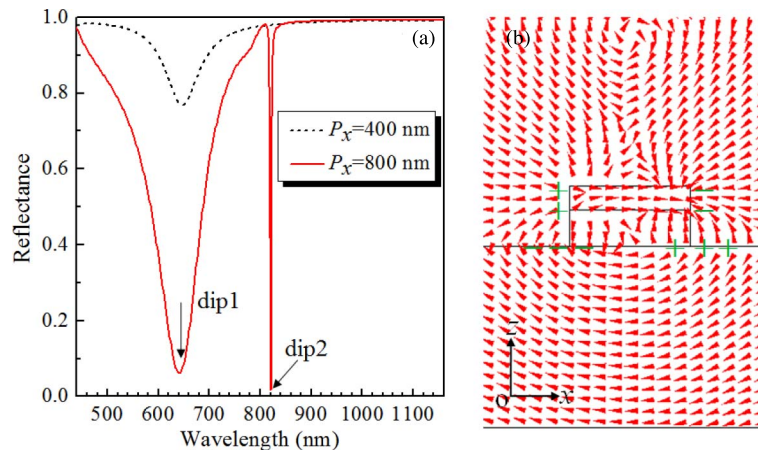 (a)
1.0
0.8
0.6
0.4
0.2
0.0
Reflectance
Px=400 nm
Px=800 nm
dip1
dip2
500 600 700 800 900 1000 1100
Wavelength (nm)
(b)
z
o
x